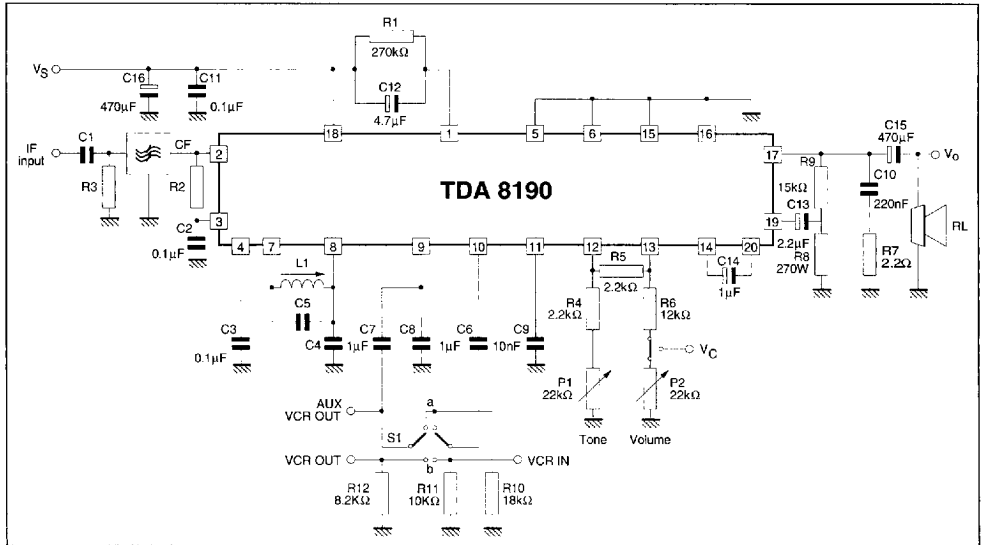 R1
270kΩ
VS
C16
C11
C12
470μF
0.1μF
4.7μF
C15
470μF
18
1
5
6
15
16
C1
IF
input
CF
2
17
Vo
R3
R2
TDA 8190
R9
15kΩ
C10
220nF
C13
RL
3
19
C2
0.1μF
2.2μF
R8
270W
R7
2.2Ω
4
7
8
9
10
11
12
13
14
20
R5
2.2kΩ
C14
1μF
L1
R4
2.2kΩ
R6
12kΩ
C5
C3
0.1μF
C4
C7
1μF
C8
C6
1μF
C9
10nF
VC
P1
22kΩ
P2
22kΩ
AUX
VCR OUT
a
Tone
Volume
S1
VCR OUT
b
VCR IN
R12
8.2KΩ
R11
10KΩ
R10
18kΩ